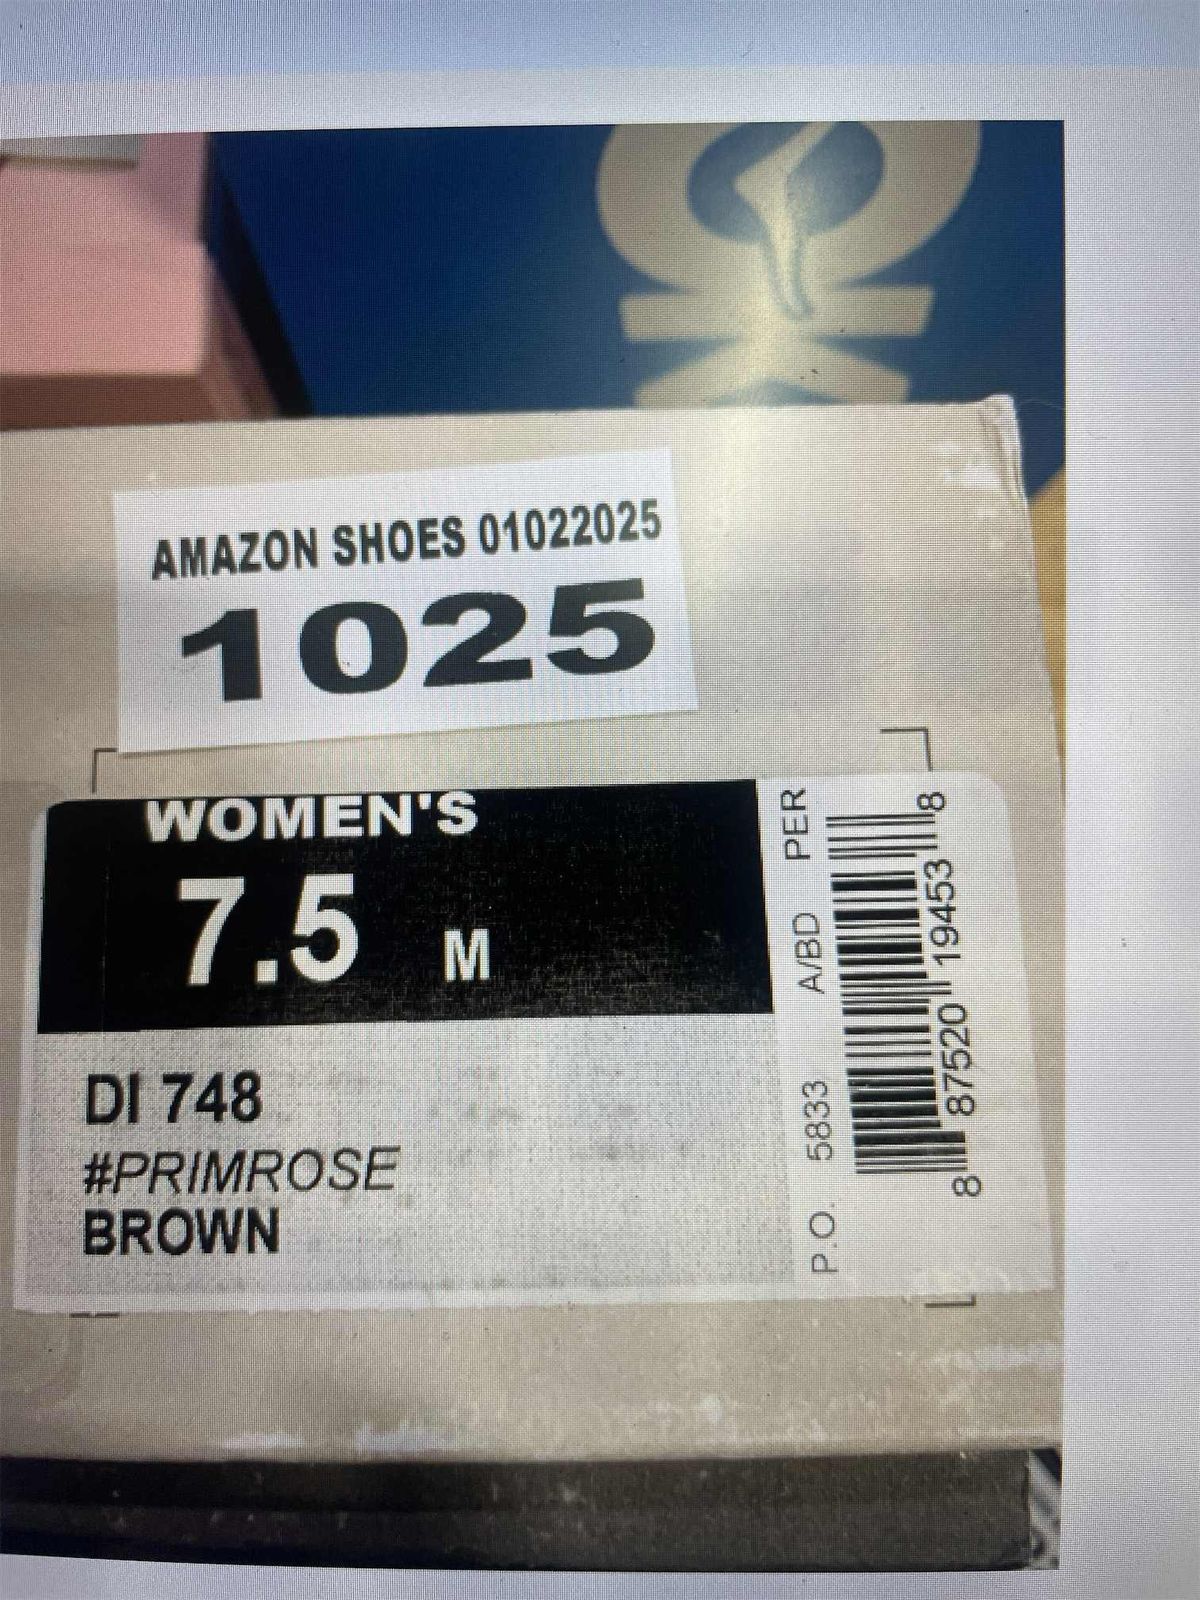 AMAZON SHOES 01022025
1025
WOMEN'S
7.5 M
DI 748
#PRIMROSE
BROWN
P.O. 5833 A/BD PER
8 87520 19453 8